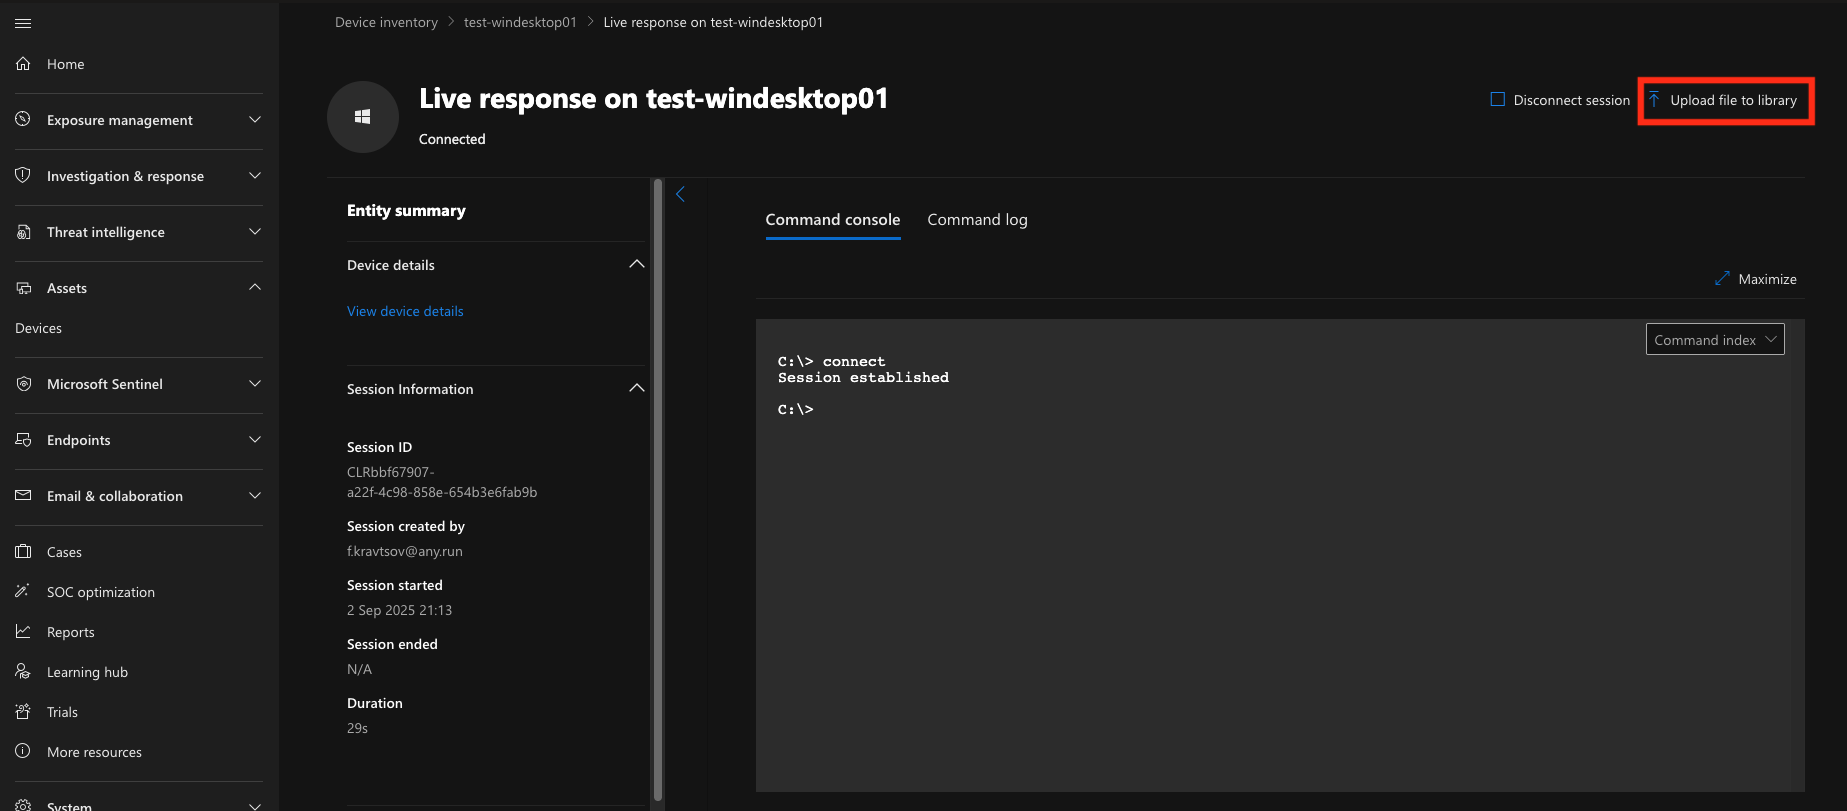 Device inventory > test-windesktop01 > Live response on test-windesktop01
Home
Exposure management
Investigation & response
Threat intelligence
Assets
Devices
Microsoft Sentinel
Endpoints
Email & collaboration
Cases
SOC optimization
Reports
Learning hub
Trials
More resources
System
Live response on test-windesktop01
Connected
Disconnect session
Upload file to library
Entity summary
Device details
View device details
Session Information
Session ID
CLRbbf67907-
a22f-4c98-858e-654b3e6fab9b
Session created by
f.kravtsov@any.run
Session started
2 Sep 2025 21:13
Session ended
N/A
Duration
29s
Command console
Command log
Maximize
Command index
C:\> connect
Session established
C:\>